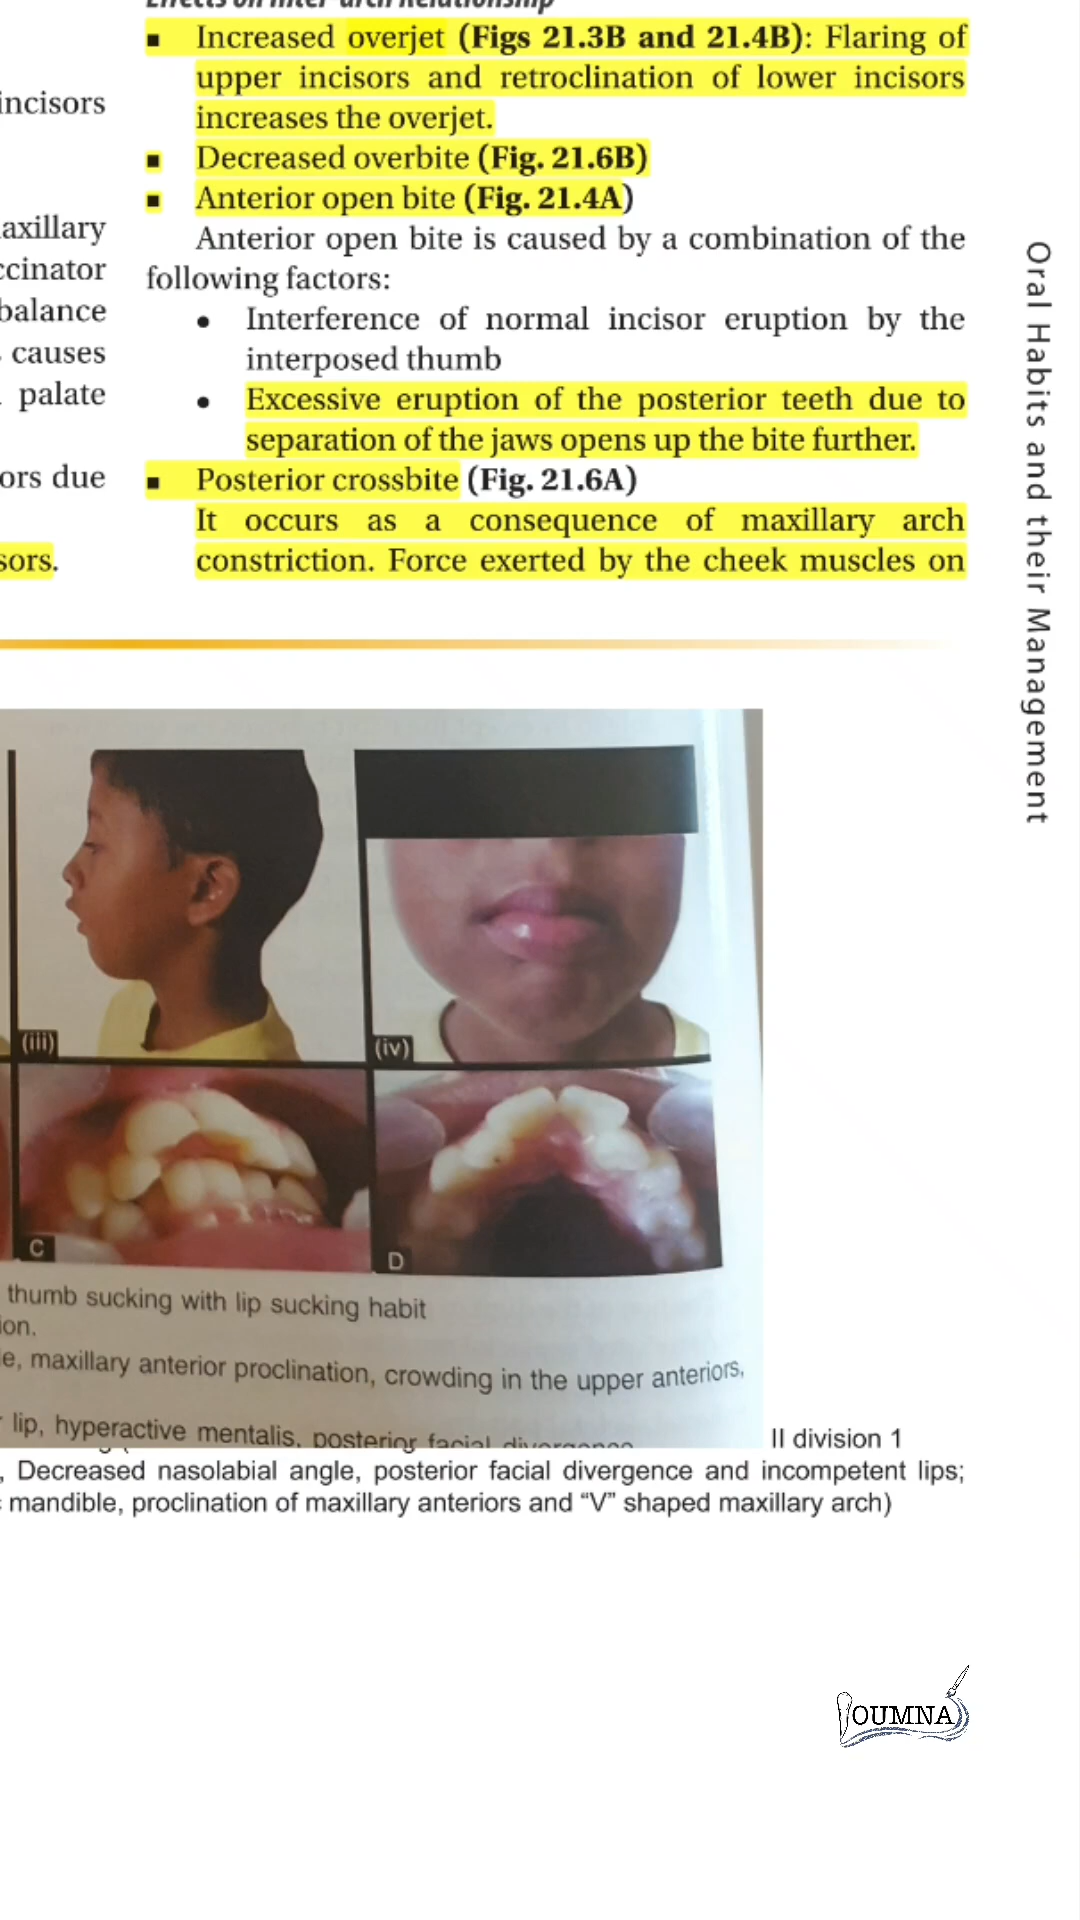 Effects on Inter-arch Relationship
■ Increased overjet (Figs 21.3B and 21.4B): Flaring of
upper incisors and retroclination of lower incisors
increases the overjet.
■ Decreased overbite (Fig. 21.6B)
■ Anterior open bite (Fig. 21.4A)
Anterior open bite is caused by a combination of the
following factors:
• Interference of normal incisor eruption by the
interposed thumb
• Excessive eruption of the posterior teeth due to
separation of the jaws opens up the bite further.
■ Posterior crossbite (Fig. 21.6A)
It occurs as a consequence of maxillary arch
constriction. Force exerted by the cheek muscles on
incisors
balance
causes
palate
due
Oral Habits and their Management
(iii)
(iv)
C
D
thumb sucking with lip sucking habit
maxillary anterior proclination, crowding in the upper anteriors,
lip, hyperactive mentalis, posterior facial divergence
II division 1
, Decreased nasolabial angle, posterior facial divergence and incompetent lips;
mandible, proclination of maxillary anteriors and “V” shaped maxillary arch)
OUMNA